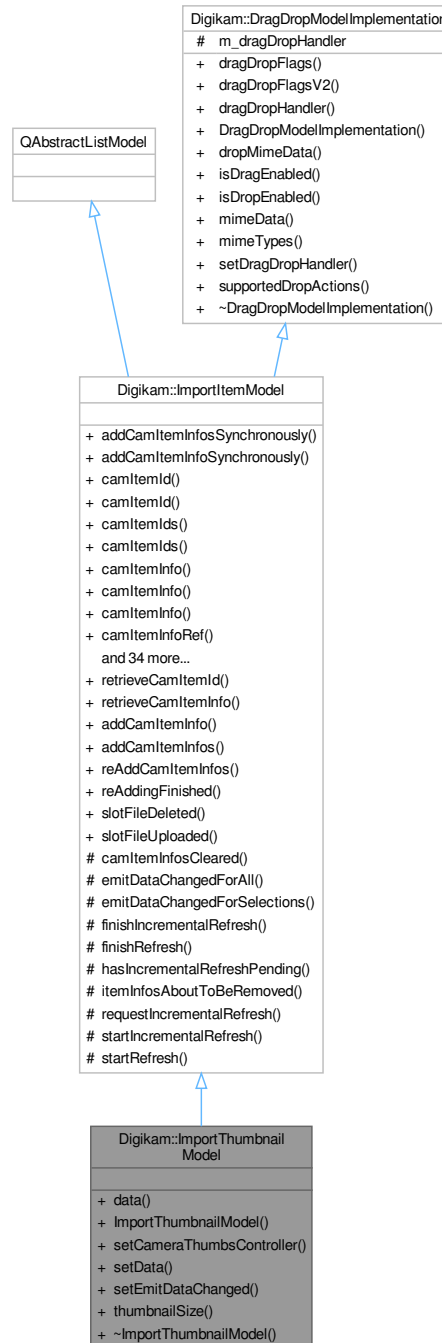 Digikam::DragDropModelImplementation
# m_dragDropHandler
+ dragDropFlags()
+ dragDropFlagsV2()
+ dragDropHandler()
+ DragDropModelImplementation()
+ dropMimeData()
+ isDragEnabled()
+ isDropEnabled()
+ mimeData()
+ mimeTypes()
+ setDragDropHandler()
+ supportedDropActions()
+ ~DragDropModelImplementation()
QAbstractListModel
Digikam::ImportItemModel
+ addCamItemInfosSynchronously()
+ addCamItemInfoSynchronously()
+ camItemId()
+ camItemId()
+ camItemIds()
+ camItemIds()
+ camItemInfo()
+ camItemInfo()
+ camItemInfo()
+ camItemInfoRef()
and 34 more...
+ retrieveCamItemId()
+ retrieveCamItemInfo()
+ addCamItemInfo()
+ addCamItemInfos()
+ reAddCamItemInfos()
+ reAddingFinished()
+ slotFileDeleted()
+ slotFileUploaded()
# camItemInfosCleared()
# emitDataChangedForAll()
# emitDataChangedForSelections()
# finishIncrementalRefresh()
# finishRefresh()
# hasIncrementalRefreshPending()
# itemInfosAboutToBeRemoved()
# requestIncrementalRefresh()
# startIncrementalRefresh()
# startRefresh()
Digikam::ImportThumbnail
Model
+ data()
+ ImportThumbnailModel()
+ setCameraThumbsController()
+ setData()
+ setEmitDataChanged()
+ thumbnailSize()
+ ~ImportThumbnailModel()